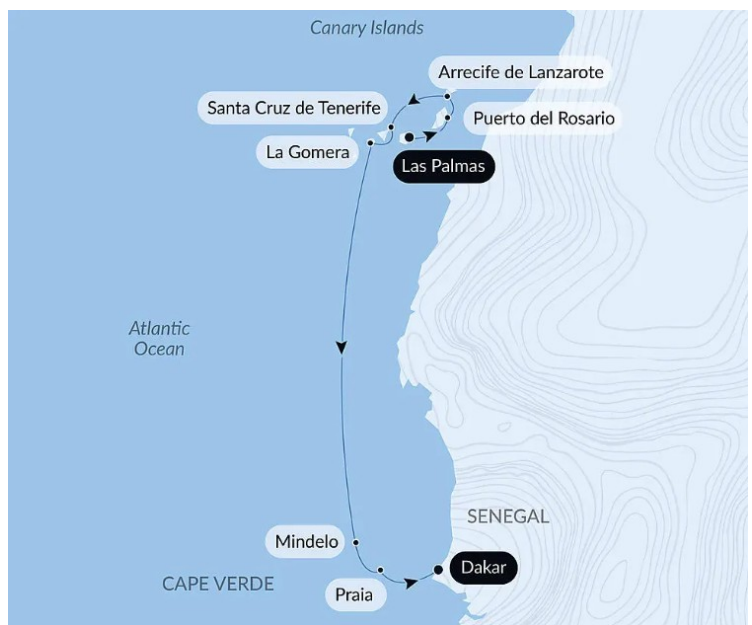 Canary Islands
Arrecife de Lanzarote
Santa Cruz de Tenerife
Puerto del Rosario
La Gomera
Las Palmas
Atlantic
Ocean
SENEGAL
Mindelo
Dakar
CAPE VERDE
Praia